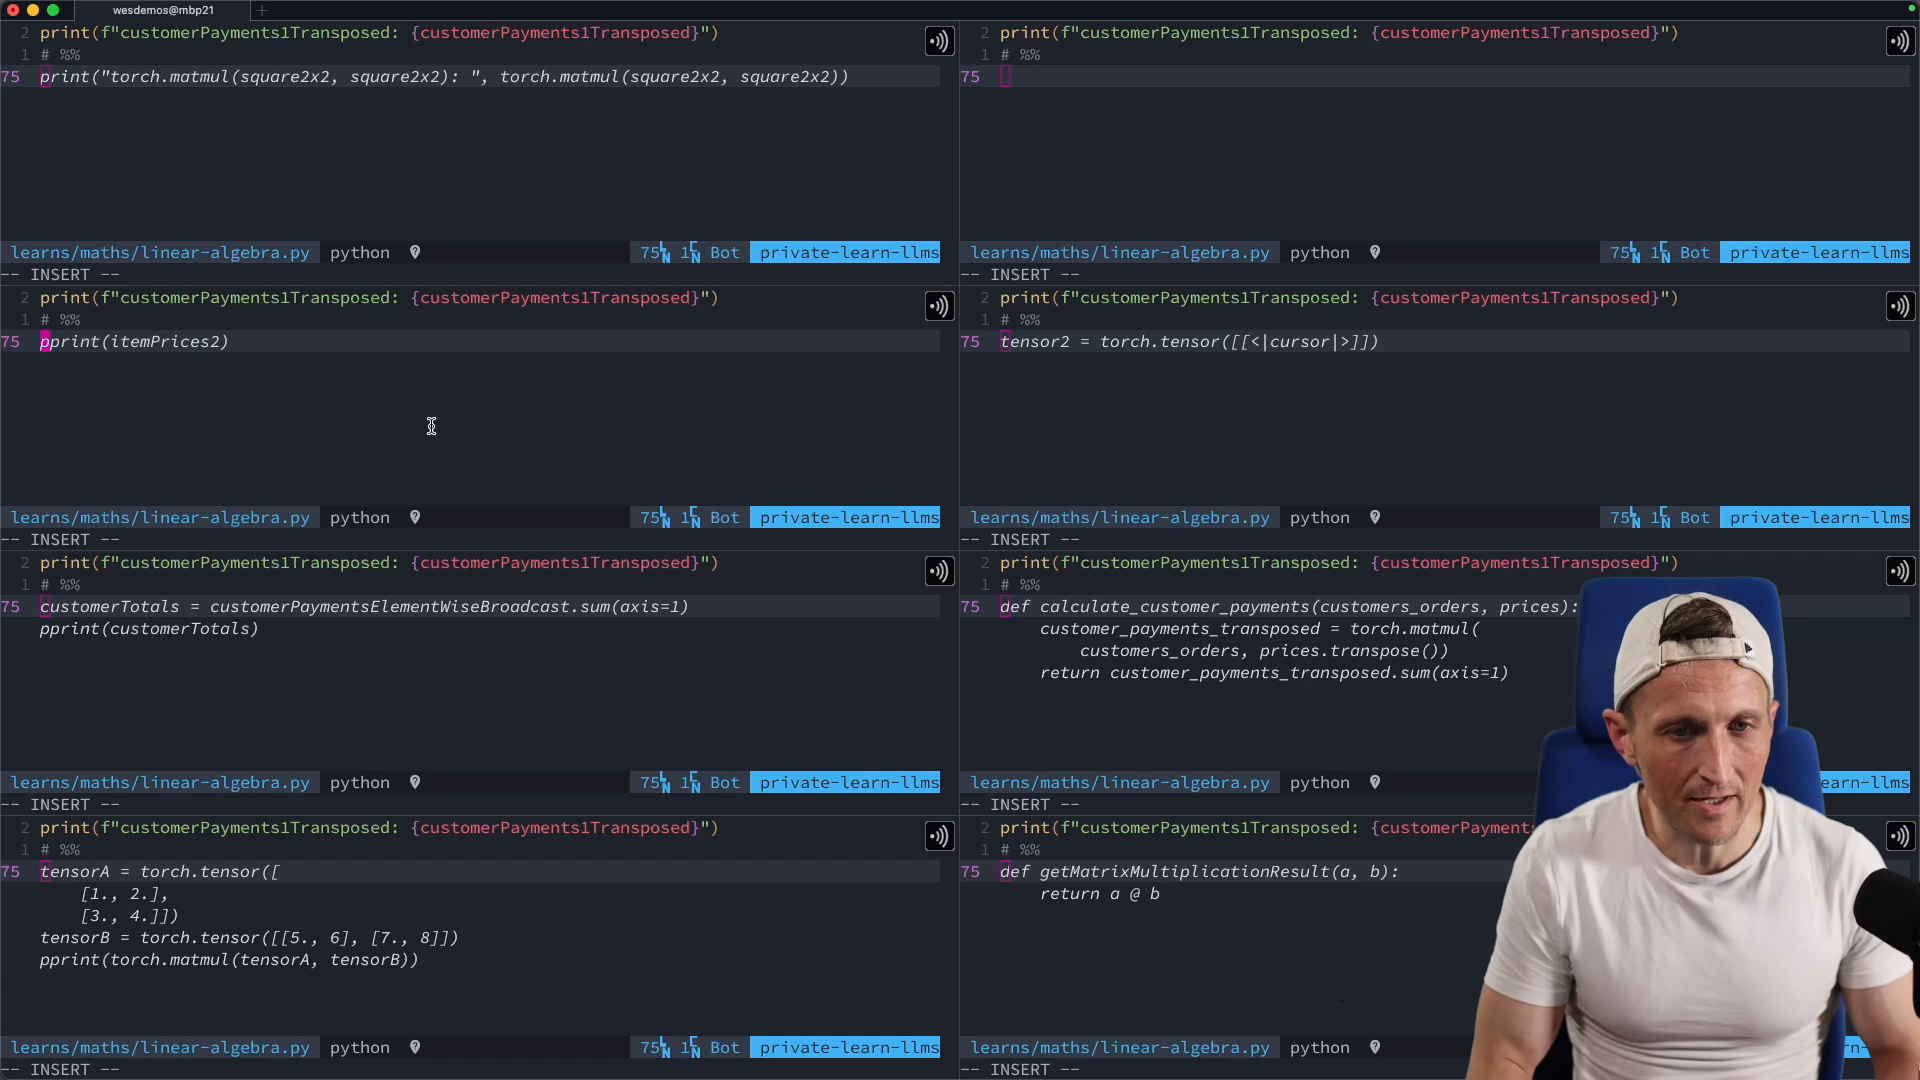 wesdemos@mbp21
2 print(f"customerPayments1Transposed: {customerPayments1Transposed}")
1 # %%
75 print("torch.matmul(square2x2, square2x2): ", torch.matmul(square2x2, square2x2))
learns/maths/linear-algebra.py python 75 1 Bot private-learn-llms
-- INSERT --
2 print(f"customerPayments1Transposed: {customerPayments1Transposed}")
1 # %%
75
learns/maths/linear-algebra.py python 75 1 Bot private-learn-llms
-- INSERT --
2 print(f"customerPayments1Transposed: {customerPayments1Transposed}")
1 # %%
75 pprint(itemPrices2)
learns/maths/linear-algebra.py python 75 1 Bot private-learn-llms
-- INSERT --
2 print(f"customerPayments1Transposed: {customerPayments1Transposed}")
1 # %%
75 tensor2 = torch.tensor([[<|cursor|>]])
learns/maths/linear-algebra.py python 75 1 Bot private-learn-llms
-- INSERT --
2 print(f"customerPayments1Transposed: {customerPayments1Transposed}")
1 # %%
75 customerTotals = customerPaymentsElementWiseBroadcast.sum(axis=1)
pprint(customerTotals)
learns/maths/linear-algebra.py python 75 1 Bot private-learn-llms
-- INSERT --
2 print(f"customerPayments1Transposed: {customerPayments1Transposed}")
1 # %%
75 def calculate_customer_payments(customers_orders, prices):
customer_payments_transposed = torch.matmul(
customers_orders, prices.transpose())
return customer_payments_transposed.sum(axis=1)
learns/maths/linear-algebra.py python earn-llms
-- INSERT --
2 print(f"customerPayments1Transposed: {customerPayments1Transposed}")
1 # %%
75 tensorA = torch.tensor([
[1., 2.],
[3., 4.]])
tensorB = torch.tensor([[5., 6], [7., 8]])
pprint(torch.matmul(tensorA, tensorB))
learns/maths/linear-algebra.py python 75 1 Bot private-learn-llms
-- INSERT --
2 print(f"customerPayments1Transposed: {customerPayments
1 # %%
75 def getMatrixMultiplicationResult(a, b):
return a @ b
learns/maths/linear-algebra.py python
-- INSERT --